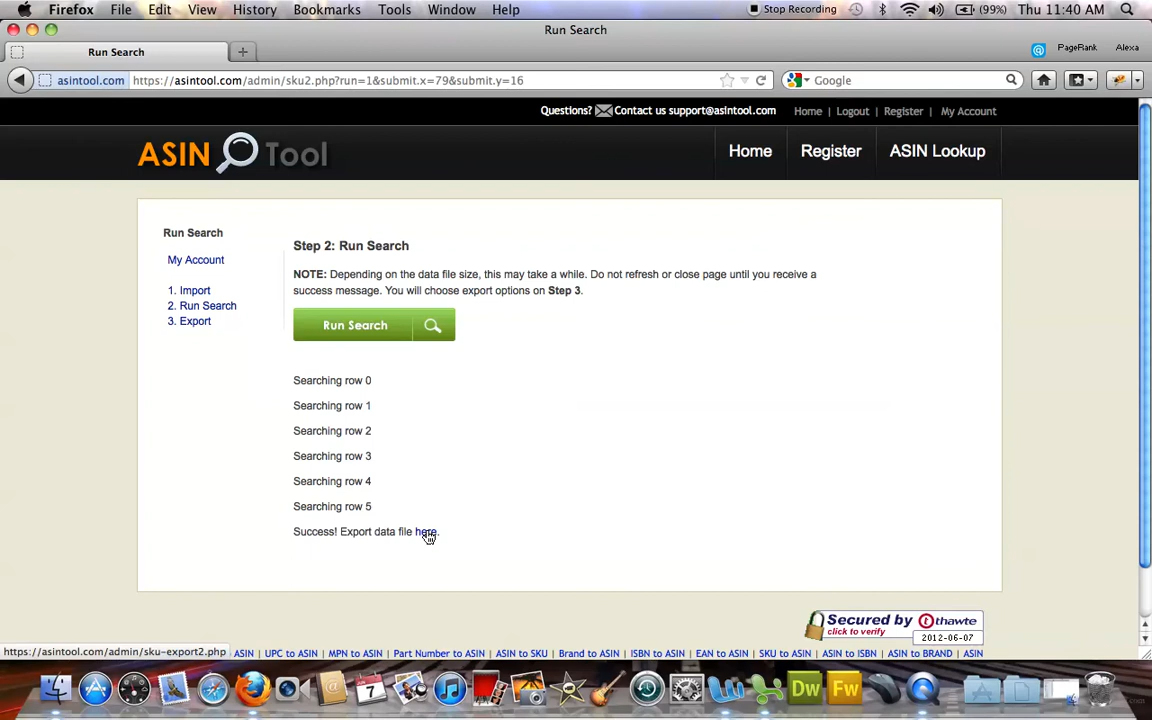 Firefox File Edit View History Bookmarks Tools Window Help Stop Recording (99%) Thu 11:40 AM
Run Search
Run Search PageRank Alexa
asintool.com https://asintool.com/admin/sku2.php?run=1&submit.x=79&submit.y=16 Google
Questions? Contact us support@asintool.com Home | Logout | Register | My Account
ASIN Tool Home Register ASIN Lookup
Run Search
My Account
1. Import
2. Run Search
3. Export
Step 2: Run Search
NOTE: Depending on the data file size, this may take a while. Do not refresh or close page until you receive a
success message. You will choose export options on Step 3.
Run Search
Searching row 0
Searching row 1
Searching row 2
Searching row 3
Searching row 4
Searching row 5
Success! Export data file here.
Secured by thawte
click to verify 2012-06-07
https://asintool.com/admin/sku-export2.php ASIN | UPC to ASIN | MPN to ASIN | Part Number to ASIN | ASIN to SKU | Brand to ASIN | ISBN to ASIN | EAN to ASIN | SKU to ASIN | ASIN to ISBN | ASIN to BRAND | ASIN
7 Dw Fw